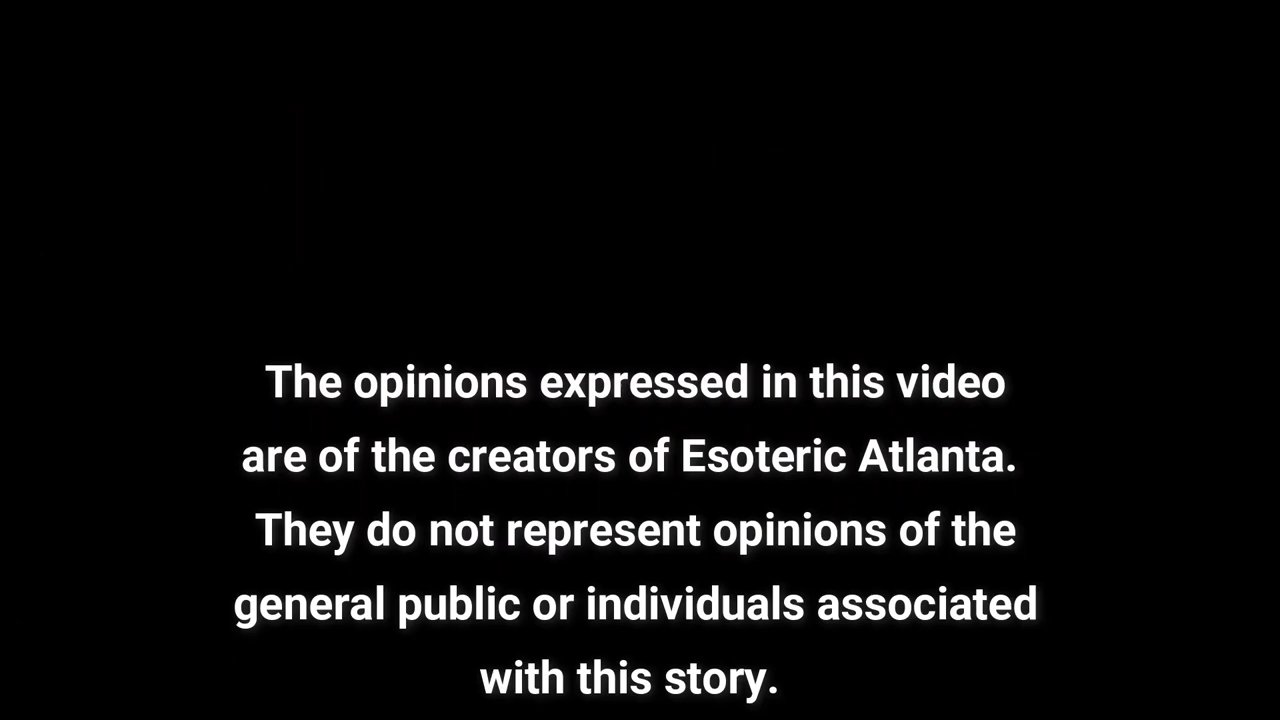 The opinions expressed in this video
are of the creators of Esoteric Atlanta.
They do not represent opinions of the
general public or individuals associated
with this story.